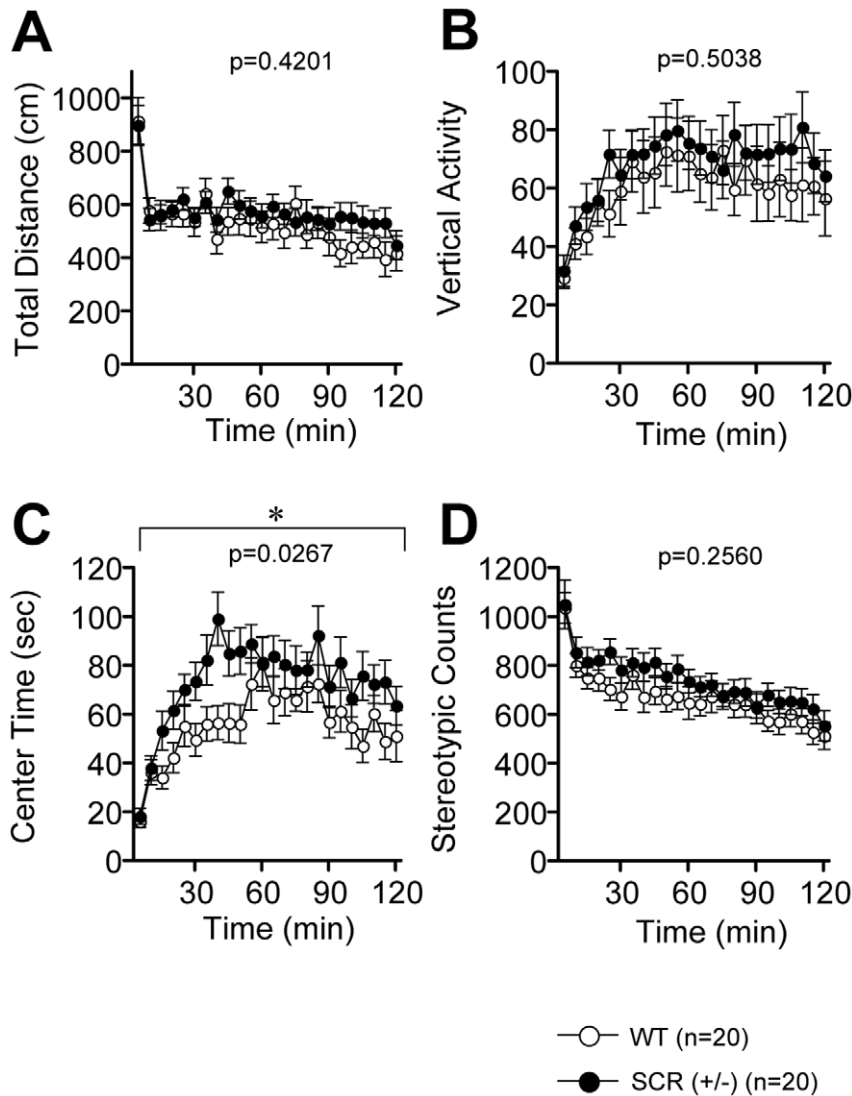 A
p=0.4201
Total Distance (cm)
1000
800
600
400
200
0
30 60 90 120
Time (min)
B
p=0.5038
Vertical Activity
100
80
60
40
20
0
30 60 90 120
Time (min)
C
*
p=0.0267
Center Time (sec)
120
100
80
60
40
20
0
30 60 90 120
Time (min)
D
p=0.2560
Stereotypic Counts
1200
1000
800
600
400
200
0
30 60 90 120
Time (min)
WT (n=20)
SCR (+/-) (n=20)